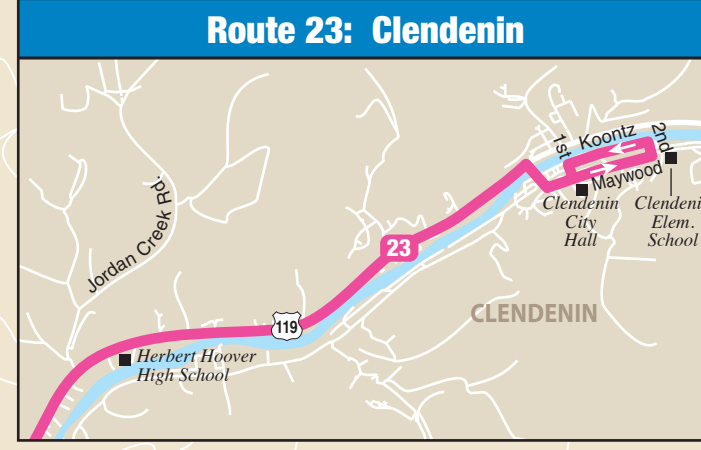 Route 23: Clendenin
1st
Koontz
2nd
Maywood
Clendenin
City
Hall
Elem.
School
Jordan Creek Rd.
23
CLENDENIN
119
Herbert Hoover
High School